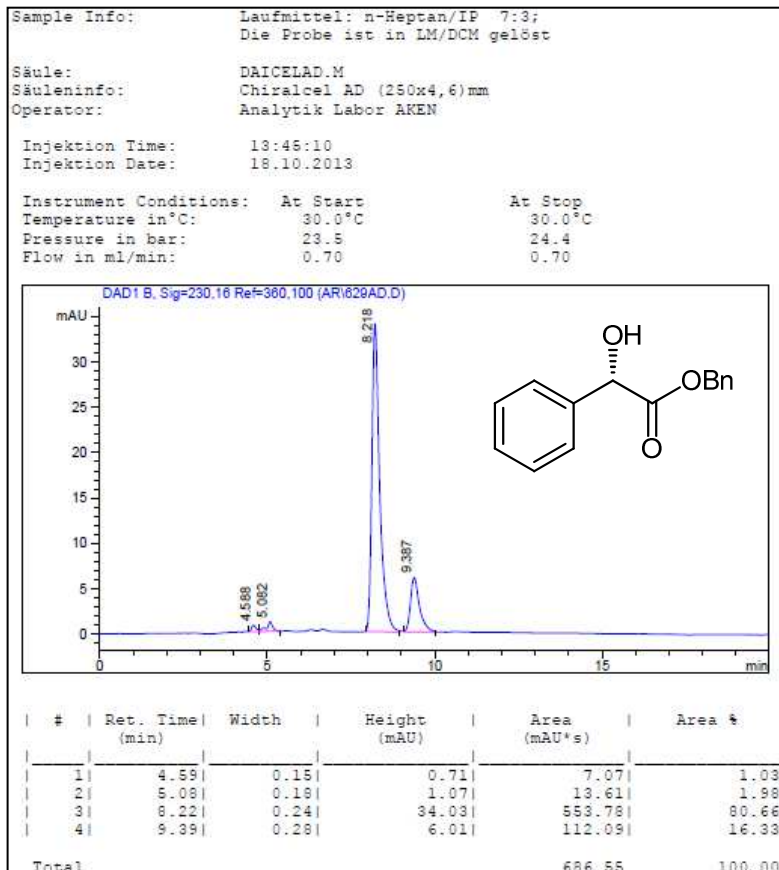 Sample Info: Laufmittel: n-Heptan/IP 7:3;
Die Probe ist in LM/DCM gelöst
Säule: DAICELAD.M
Säuleninfo: Chiralcel AD (250x4,6)mm
Operator: Analytik Labor AKEN
Injektion Time: 13:45:10
Injektion Date: 18.10.2013
Instrument Conditions: At Start At Stop
Temperature in°C: 30.0°C 30.0°C
Pressure in bar: 23.5 24.4
Flow in ml/min: 0.70 0.70
DAD1 B, Sig=230,16 Ref=360,100 (AR\629AD.D)
mAU
30
25
20
15
10
5
0
4.588
5.082
8.218
9.387
OH
OBn
O
0 5 10 15 min
| # | Ret. Time| Width | Height | Area | Area %
(min) (mAU) (mAU*s)
| 1| 4.59| 0.15| 0.71| 7.07| 1.03
| 2| 5.08| 0.18| 1.07| 13.61| 1.98
| 3| 8.22| 0.24| 34.03| 553.78| 80.66
| 4| 9.39| 0.28| 6.01| 112.09| 16.33
Total 686.55 100.00